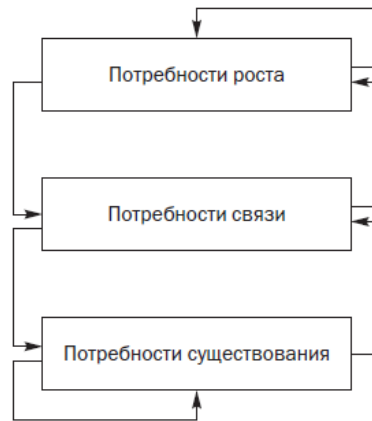 Потребности роста
Потребности связи
Потребности существования